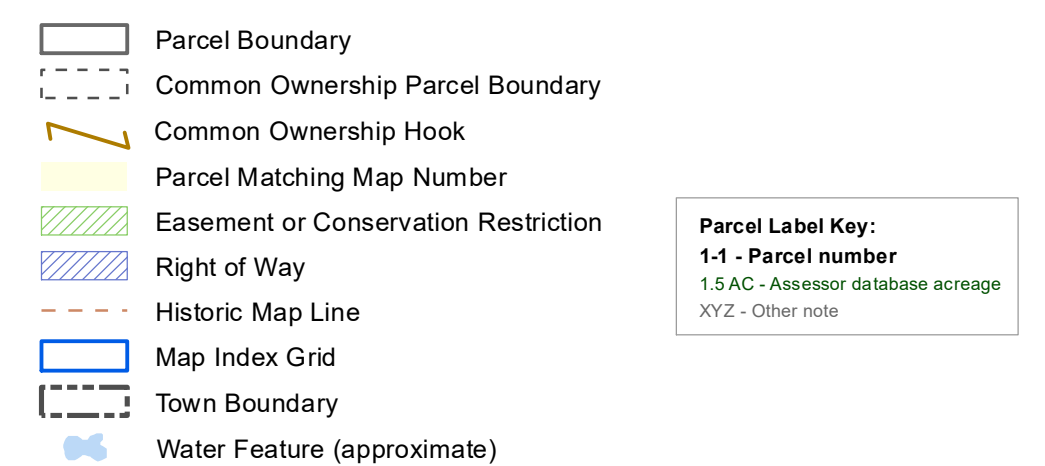 Parcel Boundary
Common Ownership Parcel Boundary
Common Ownership Hook
Parcel Matching Map Number
Easement or Conservation Restriction
Right of Way
Historic Map Line
Map Index Grid
Town Boundary
Water Feature (approximate)
Parcel Label Key:
1-1 - Parcel number
1.5 AC - Assessor database acreage
XYZ - Other note